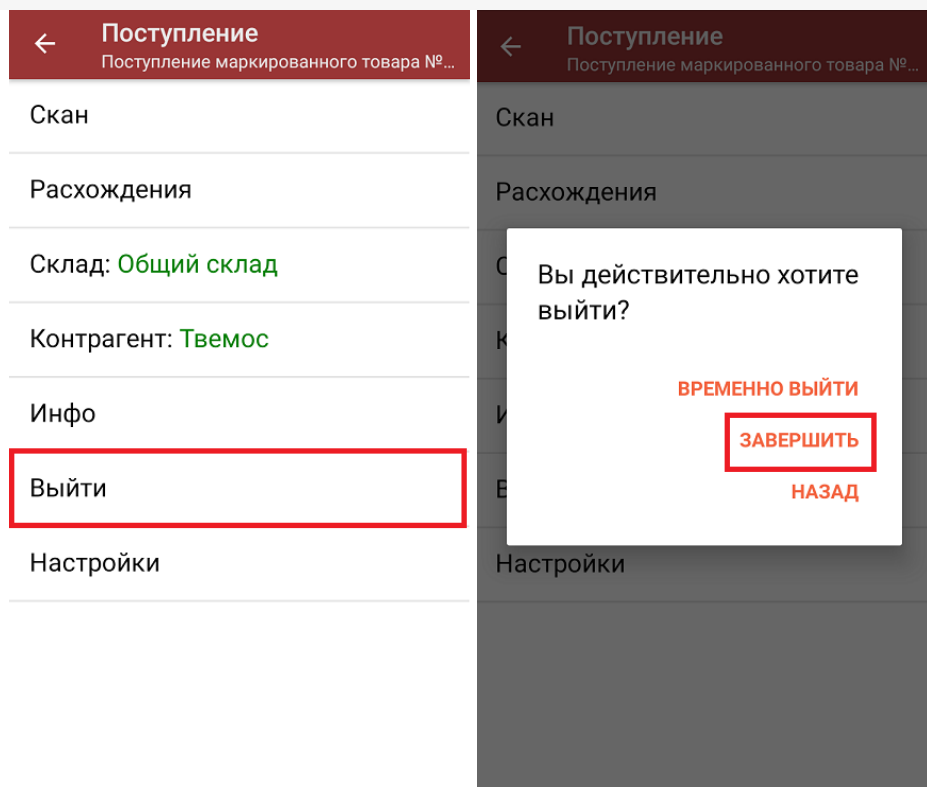 Поступление
Поступление маркированного товара №...
Скан
Расхождения
Склад: Общий склад
Контрагент: Твемос
Инфо
Выйти
Настройки
Поступление
Поступление маркированного товара №...
Скан
Расхождения
Вы действительно хотите
выйти?
ВРЕМЕННО ВЫЙТИ
ЗАВЕРШИТЬ
НАЗАД
Настройки